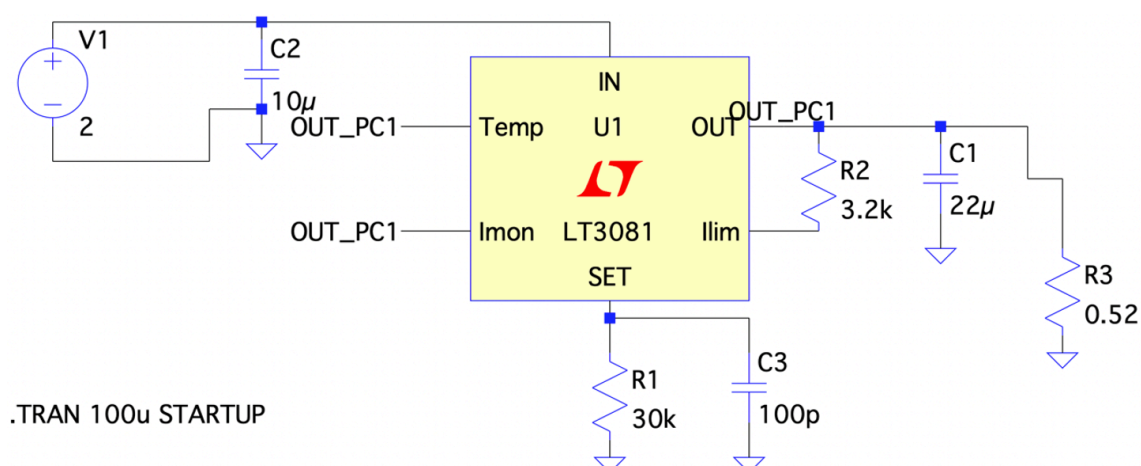 V1
2
C2
10µ
IN
OUT_PC1
Temp
U1
OUT
OUT_PC1
R2
3.2k
C1
22µ
OUT_PC1
Imon
LT3081
Ilim
SET
R3
0.52
R1
30k
C3
100p
.TRAN 100u STARTUP